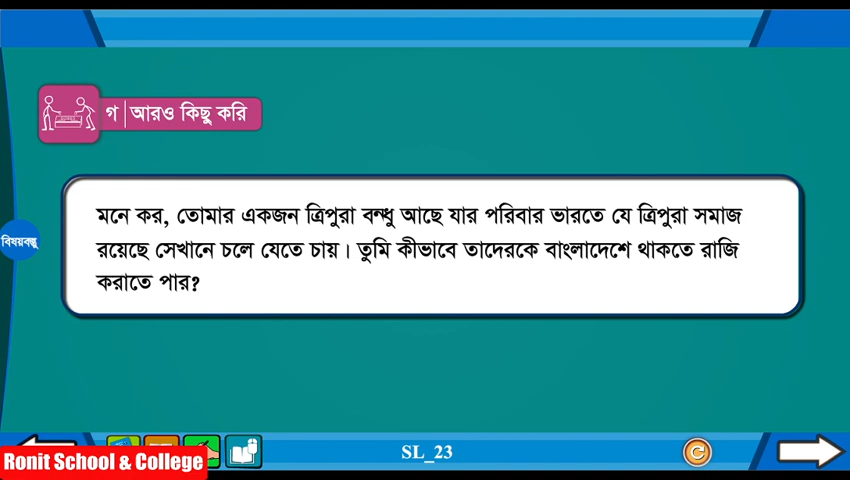 গ আরও কিছু করি
মনে কর, তোমার একজন ত্রিপুরা বন্ধু আছে যার পরিবার ভারতে যে ত্রিপুরা সমাজ
রয়েছে সেখানে চলে যেতে চায়। তুমি কীভাবে তাদেরকে বাংলাদেশে থাকতে রাজি
করাতে পার?
বিষয়বস্তু
SL_23
Ronit School & College